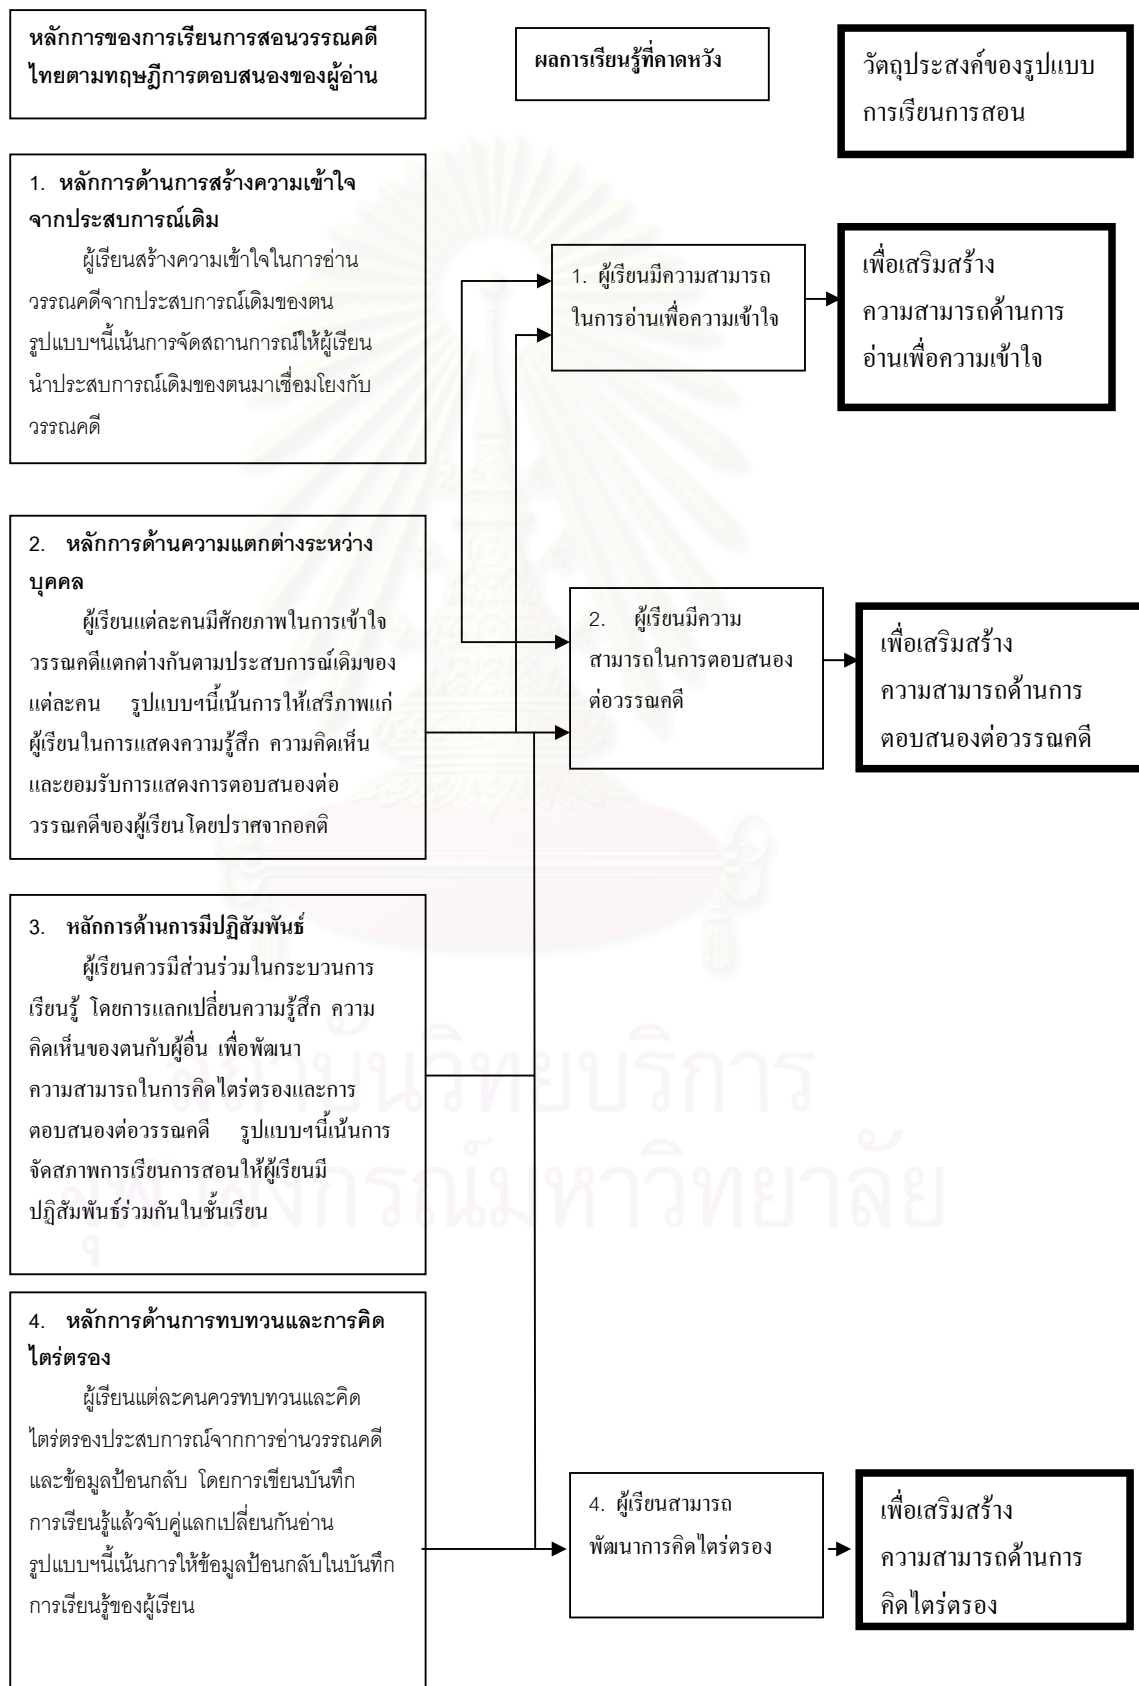 หลักการของการเรียนการสอนวรรณคดี
ไทยตามทฤษฎีการตอบสนองของผู้อ่าน
ผลการเรียนรู้ที่คาดหวัง
วัตถุประสงค์ของรูปแบบ
การเรียนการสอน
1. หลักการด้านการสร้างความเข้าใจ
จากประสบการณ์เดิม
ผู้เรียนสร้างความเข้าใจในการอ่าน
วรรณคดีจากประสบการณ์เดิมของตน
รูปแบบฯนี้เน้นการจัดสถานการณ์ให้ผู้เรียน
นำประสบการณ์เดิมของตนมาเชื่อมโยงกับ
วรรณคดี
1. ผู้เรียนมีความสามารถ
ในการอ่านเพื่อความเข้าใจ
เพื่อเสริมสร้าง
ความสามารถด้านการ
อ่านเพื่อความเข้าใจ
2. หลักการด้านความแตกต่างระหว่าง
บุคคล
ผู้เรียนแต่ละคนมีศักยภาพในการเข้าใจ
วรรณคดีแตกต่างกันตามประสบการณ์เดิมของ
แต่ละคน รูปแบบฯนี้เน้นการให้เสรีภาพแก่
ผู้เรียนในการแสดงความรู้สึก ความคิดเห็น
และยอมรับการแสดงการตอบสนองต่อ
วรรณคดีของผู้เรียนโดยปราศจากอคติ
2. ผู้เรียนมีความ
สามารถในการตอบสนอง
ต่อวรรณคดี
เพื่อเสริมสร้าง
ความสามารถด้านการ
ตอบสนองต่อวรรณคดี
3. หลักการด้านการมีปฏิสัมพันธ์
ผู้เรียนควรมีส่วนร่วมในกระบวนการ
เรียนรู้ โดยการแลกเปลี่ยนความรู้สึก ความ
คิดเห็นของตนกับผู้อื่น เพื่อพัฒนา
ความสามารถในการคิดไตร่ตรองและการ
ตอบสนองต่อวรรณคดี รูปแบบฯนี้เน้นการ
จัดสภาพการเรียนการสอนให้ผู้เรียนมี
ปฏิสัมพันธ์ร่วมกันในชั้นเรียน
สถาบันวิทยบริการ
จุฬาลงกรณ์มหาวิทยาลัย
4. หลักการด้านการทบทวนและการคิด
ไตร่ตรอง
ผู้เรียนแต่ละคนควรทบทวนและคิด
ไตร่ตรองประสบการณ์จากการอ่านวรรณคดี
และข้อมูลป้อนกลับ โดยการเขียนบันทึก
การเรียนรู้แล้วจับคู่แลกเปลี่ยนกันอ่าน
รูปแบบฯนี้เน้นการให้ข้อมูลป้อนกลับในบันทึก
การเรียนรู้ของผู้เรียน
4. ผู้เรียนสามารถ
พัฒนาการคิดไตร่ตรอง
เพื่อเสริมสร้าง
ความสามารถด้านการ
คิดไตร่ตรอง